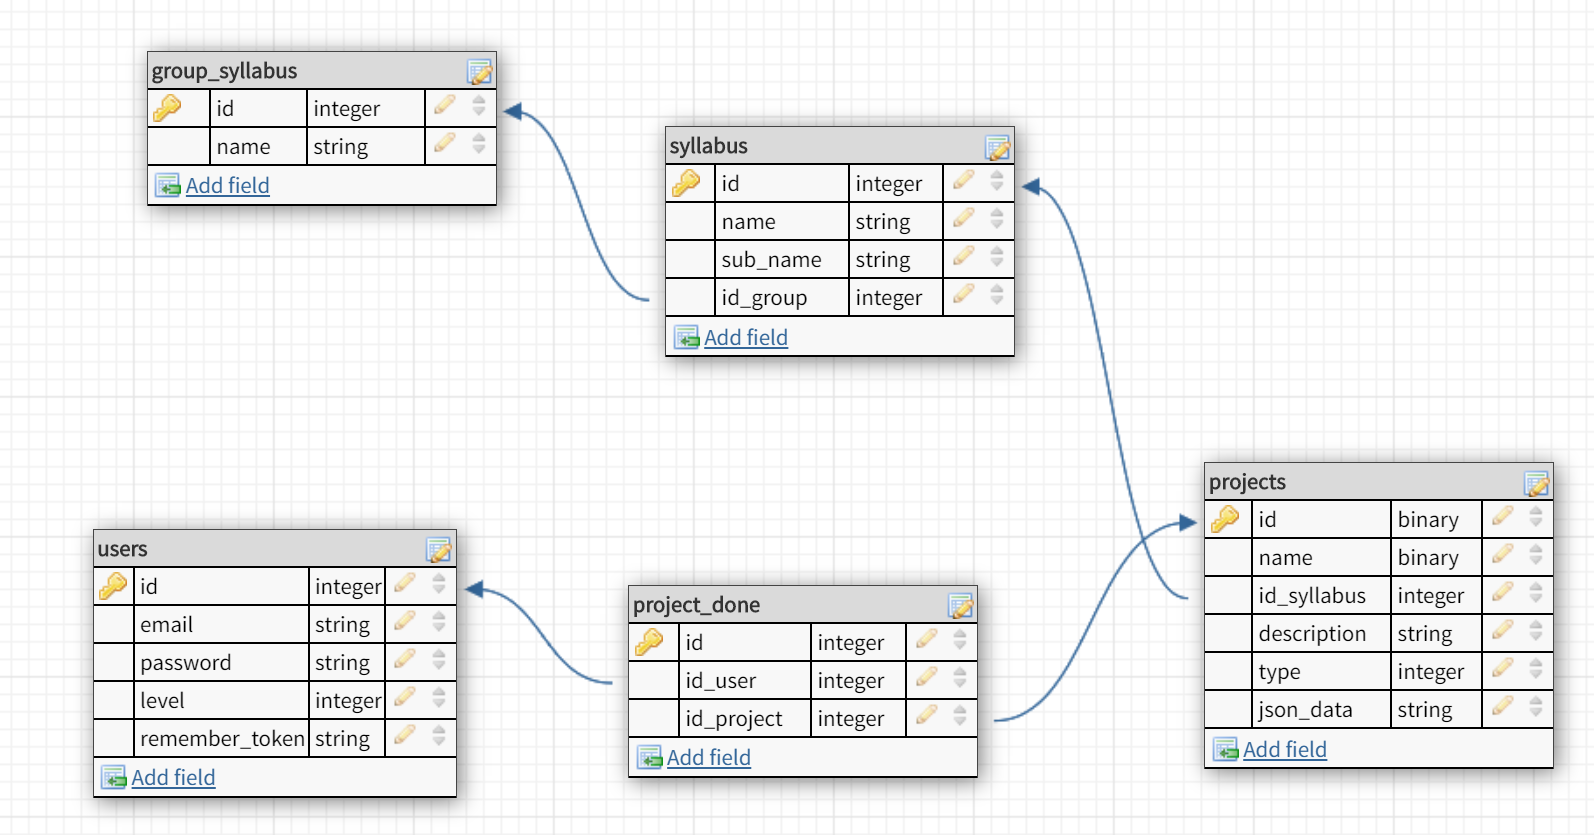 group_syllabus
id integer
name string
Add field
syllabus
id integer
name string
sub_name string
id_group integer
Add field
projects
id binary
name binary
id_syllabus integer
description string
type integer
json_data string
Add field
users
id integer
email string
password string
level integer
remember_token string
Add field
project_done
id integer
id_user integer
id_project integer
Add field